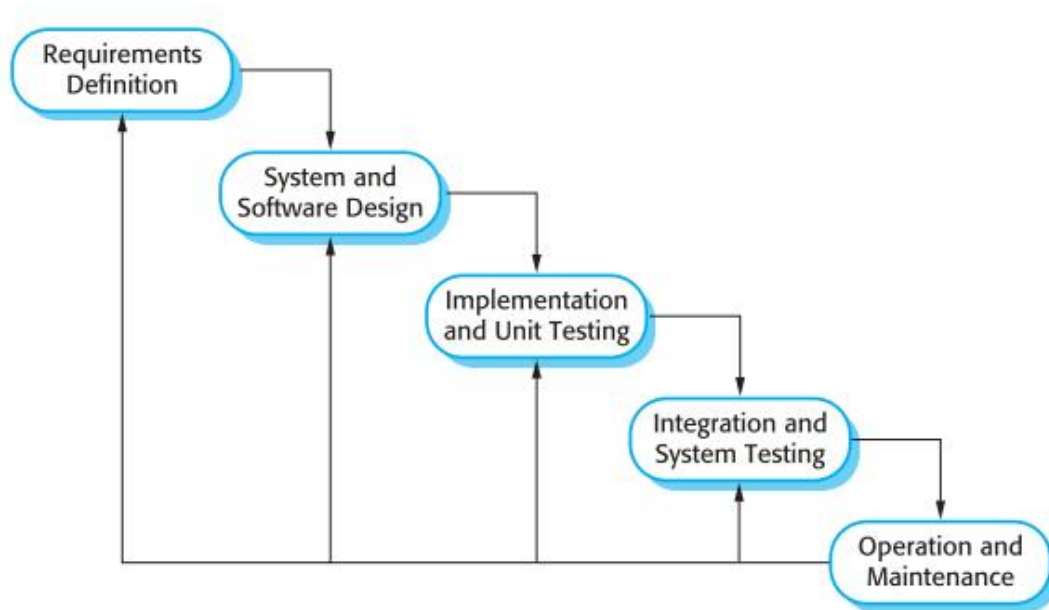 Requirements
Definition
System and
Software Design
Implementation
and Unit Testing
Integration and
System Testing
Operation and
Maintenance